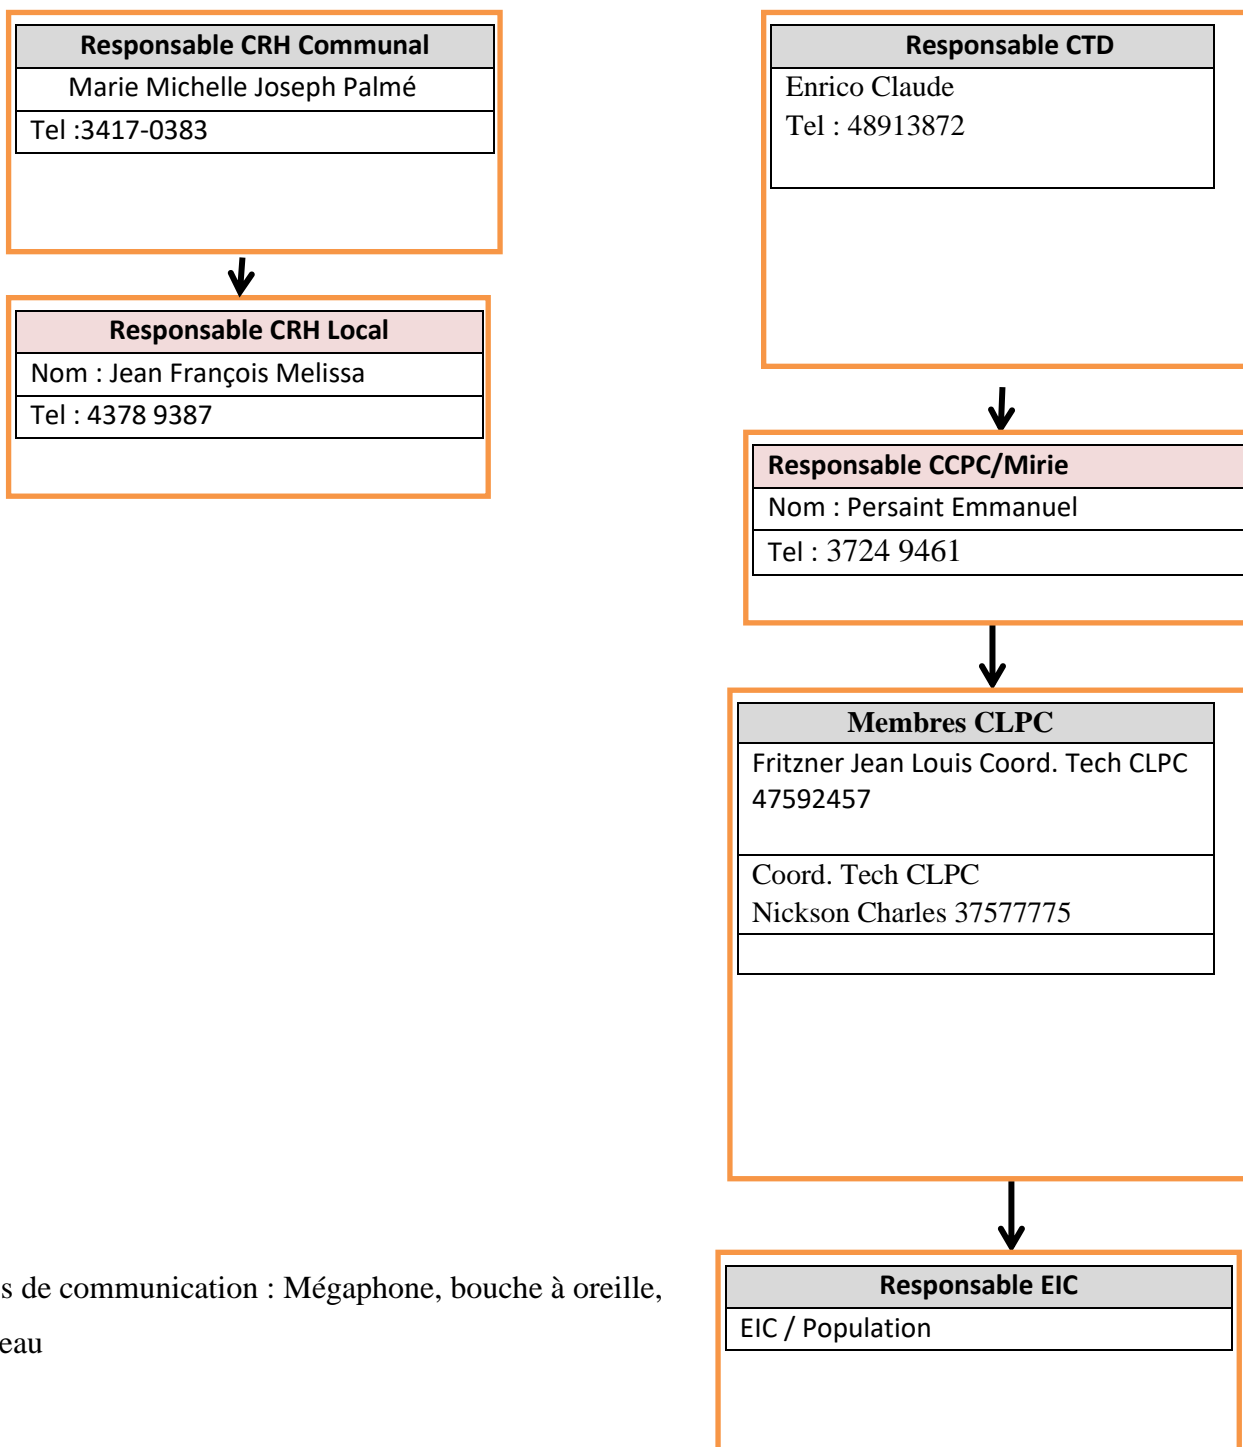 Responsable CRH Communal
Marie Michelle Joseph Palmé
Tel :3417-0383
Responsable CRH Local
Nom : Jean François Melissa
Tel : 4378 9387
Responsable CTD
Enrico Claude
Tel : 48913872
Responsable CCPC/Mirie
Nom : Persaint Emmanuel
Tel : 3724 9461
Membres CLPC
Fritzner Jean Louis Coord. Tech CLPC
47592457
Coord. Tech CLPC
Nickson Charles 37577775
s de communication : Mégaphone, bouche à oreille,
eau
Responsable EIC
EIC / Population